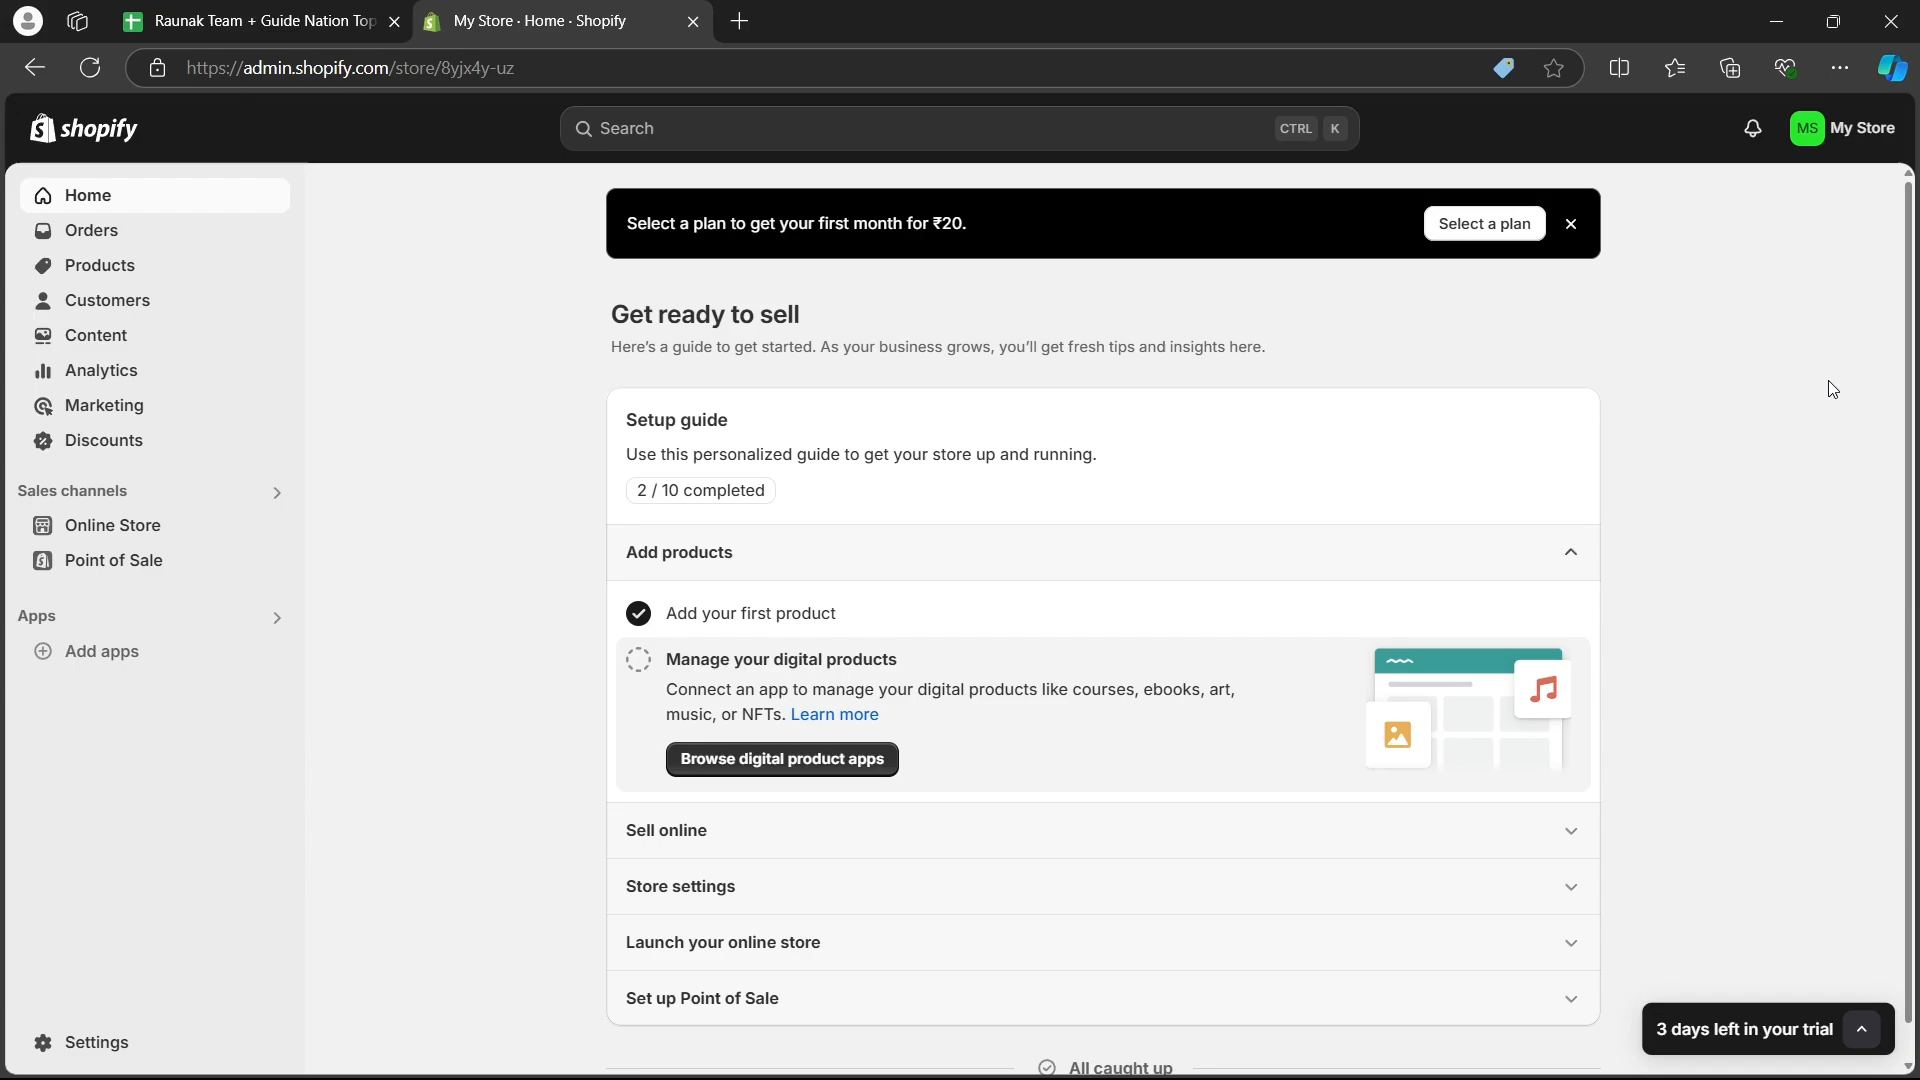 Raunak Team + Guide Nation Top
My Store · Home · Shopify
https://admin.shopify.com/store/8yjx4y-uz
shopify
Search
CTRL K
MS My Store
Home
Orders
Products
Customers
Content
Analytics
Marketing
Discounts
Sales channels
Online Store
Point of Sale
Apps
Add apps
Settings
Select a plan to get your first month for ₹20.
Select a plan
Get ready to sell
Here's a guide to get started. As your business grows, you'll get fresh tips and insights here.
Setup guide
Use this personalized guide to get your store up and running.
2 / 10 completed
Add products
Add your first product
Manage your digital products
Connect an app to manage your digital products like courses, ebooks, art,
music, or NFTs. Learn more
Browse digital product apps
Sell online
Store settings
Launch your online store
Set up Point of Sale
All caught up
3 days left in your trial